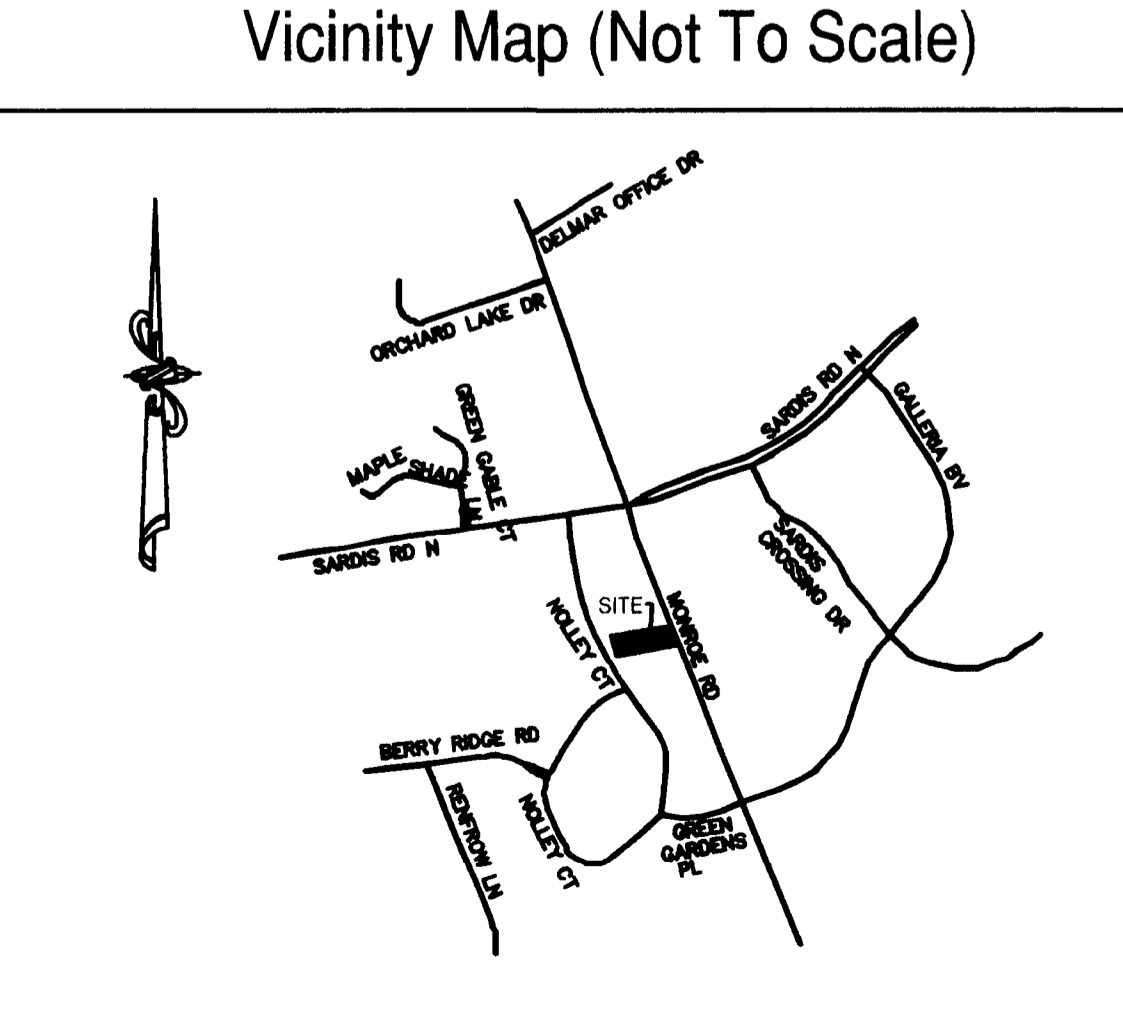 Vicinity Map (Not To Scale)
DELMAR OFFICE DR
ORCHARD LAKE DR
SARDIS RD N
GALLERIA BV
GREEN GABLE CT
MAPLE SHADE LN
SARDIS RD N
SARDIS
CROSSING DR
SITE
NOLLEY CT
MONROE RD
BERRY RIDGE RD
RENFROW LN
NOLLEY CT
GREEN
GARDENS
PL